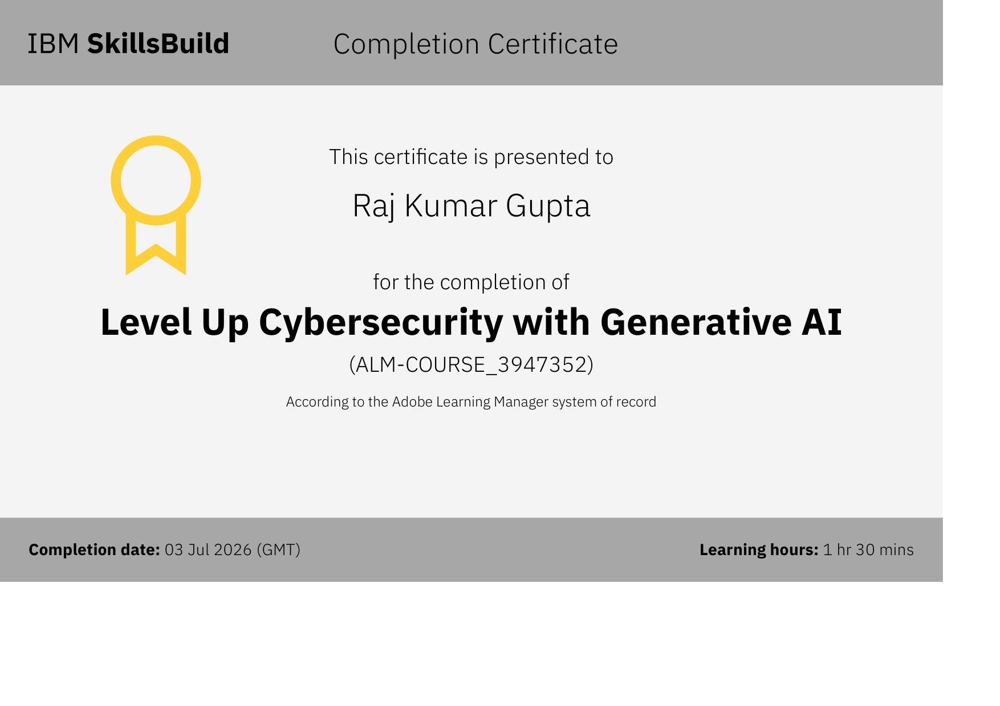 IBM SkillsBuild
Completion Certificate
This certificate is presented to
Raj Kumar Gupta
for the completion of
Level Up Cybersecurity with Generative AI
(ALM-COURSE_3947352)
According to the Adobe Learning Manager system of record
Completion date: 03 Jul 2026 (GMT)
Learning hours: 1 hr 30 mins